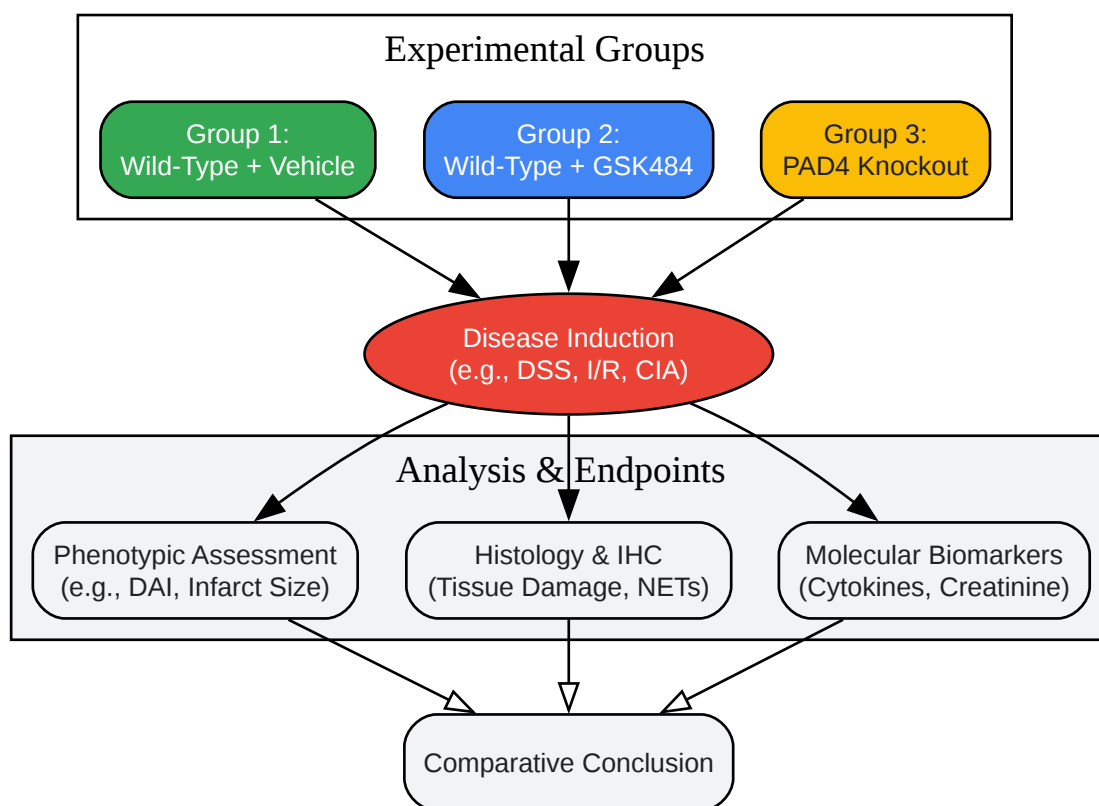 Experimental Groups
Group 1:
Wild-Type + Vehicle
Group 2:
Wild-Type + GSK484
Group 3:
PAD4 Knockout
Disease Induction
(e.g., DSS, I/R, CIA)
Analysis & Endpoints
Phenotypic Assessment
(e.g., DAI, Infarct Size)
Histology & IHC
(Tissue Damage, NETs)
Molecular Biomarkers
(Cytokines, Creatinine)
Comparative Conclusion